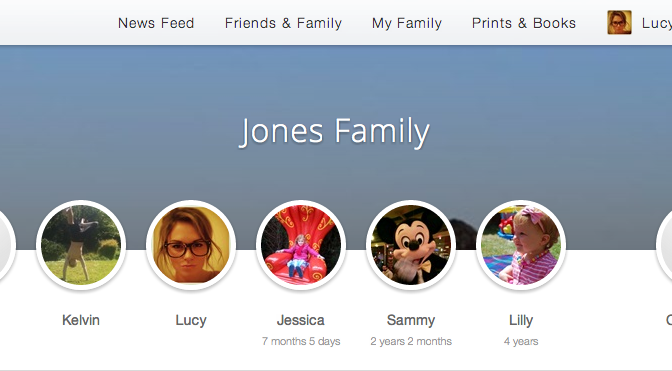 News Feed Friends & Family My Family Prints & Books Lucy
Jones Family
Kelvin Lucy Jessica Sammy Lilly
7 months 5 days 2 years 2 months 4 years